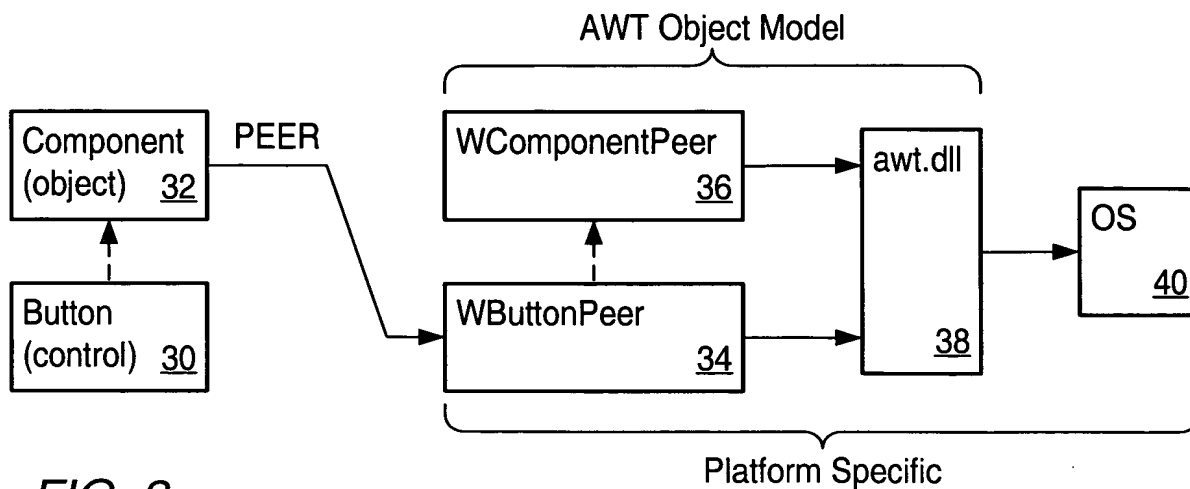 AWT Object Model
Component
(object) 32
PEER
WComponentPeer
36
awt.dll
38
OS
40
Button
(control) 30
WButtonPeer
34
Platform Specific